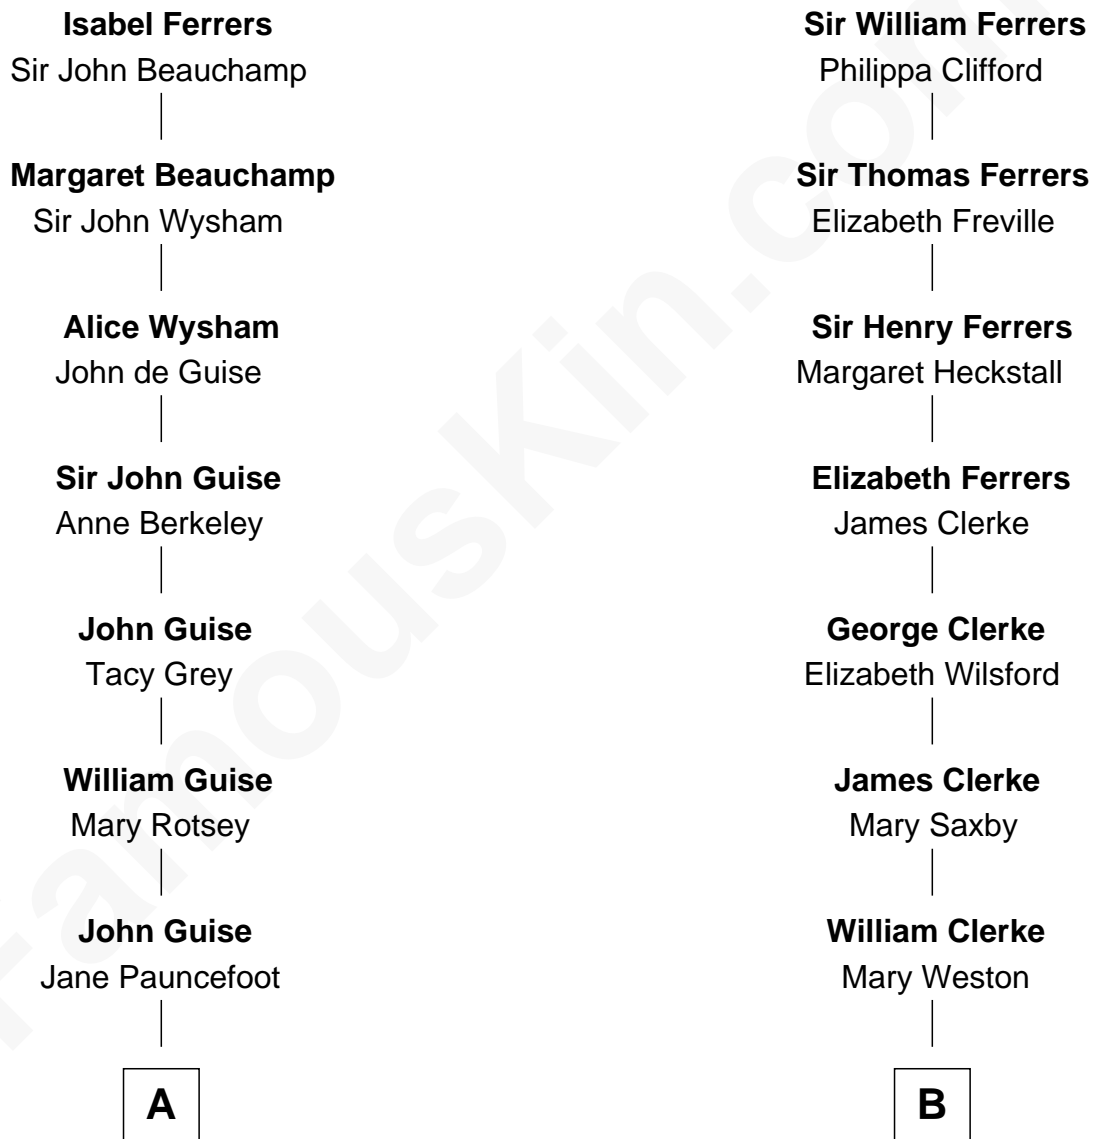 Isabel Ferrers
Sir John Beauchamp
Margaret Beauchamp
Sir John Wysham
Alice Wysham
John de Guise
Sir John Guise
Anne Berkeley
John Guise
Tacy Grey
William Guise
Mary Rotsey
John Guise
Jane Pauncefoot
A
Sir William Ferrers
Philippa Clifford
Sir Thomas Ferrers
Elizabeth Freville
Sir Henry Ferrers
Margaret Heckstall
Elizabeth Ferrers
James Clerke
George Clerke
Elizabeth Wilsford
James Clerke
Mary Saxby
William Clerke
Mary Weston
B
FamousKin.com